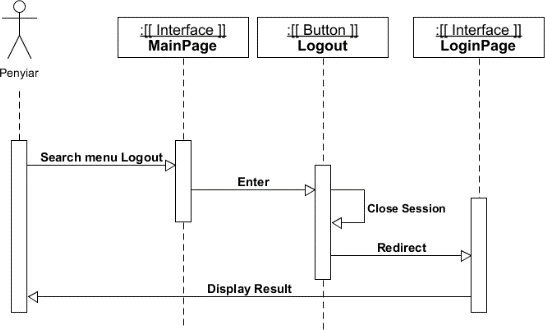 :[[ Interface ]]
MainPage
:[[ Button ]]
Logout
:[[ Interface ]]
LoginPage
Penyiar
Search menu Logout
Enter
Close Session
Redirect
Display Result